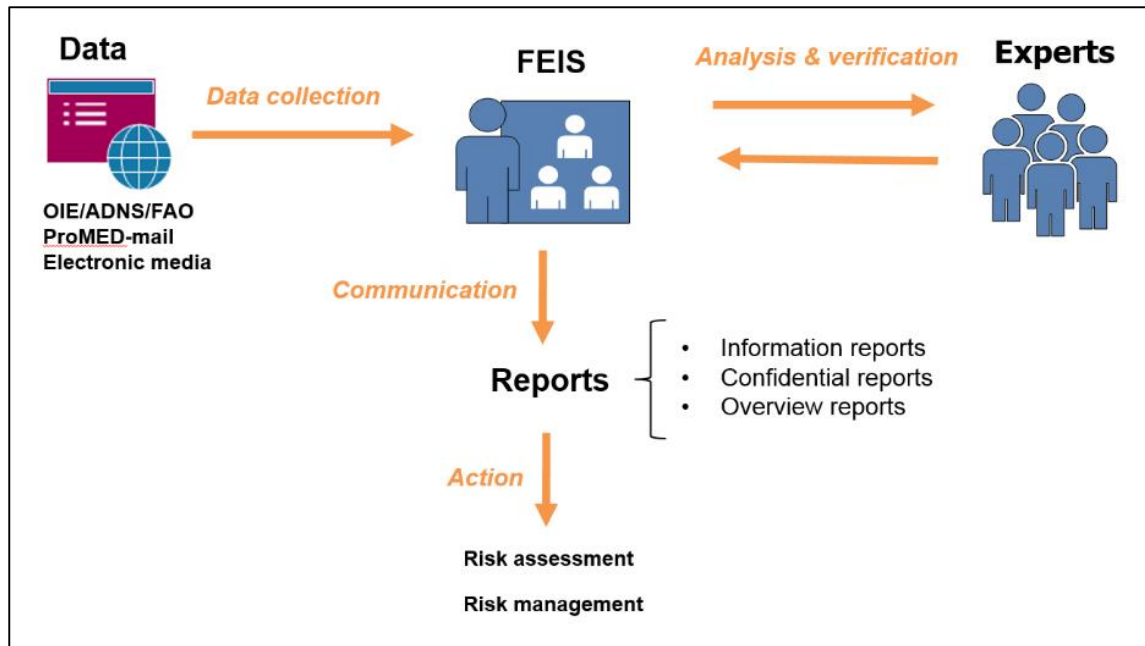 Data
OIE/ADNS/FAO
ProMED-mail
Electronic media
Data collection
FEIS
Analysis & verification
Experts
Communication
Reports
• Information reports
• Confidential reports
• Overview reports
Action
Risk assessment
Risk management